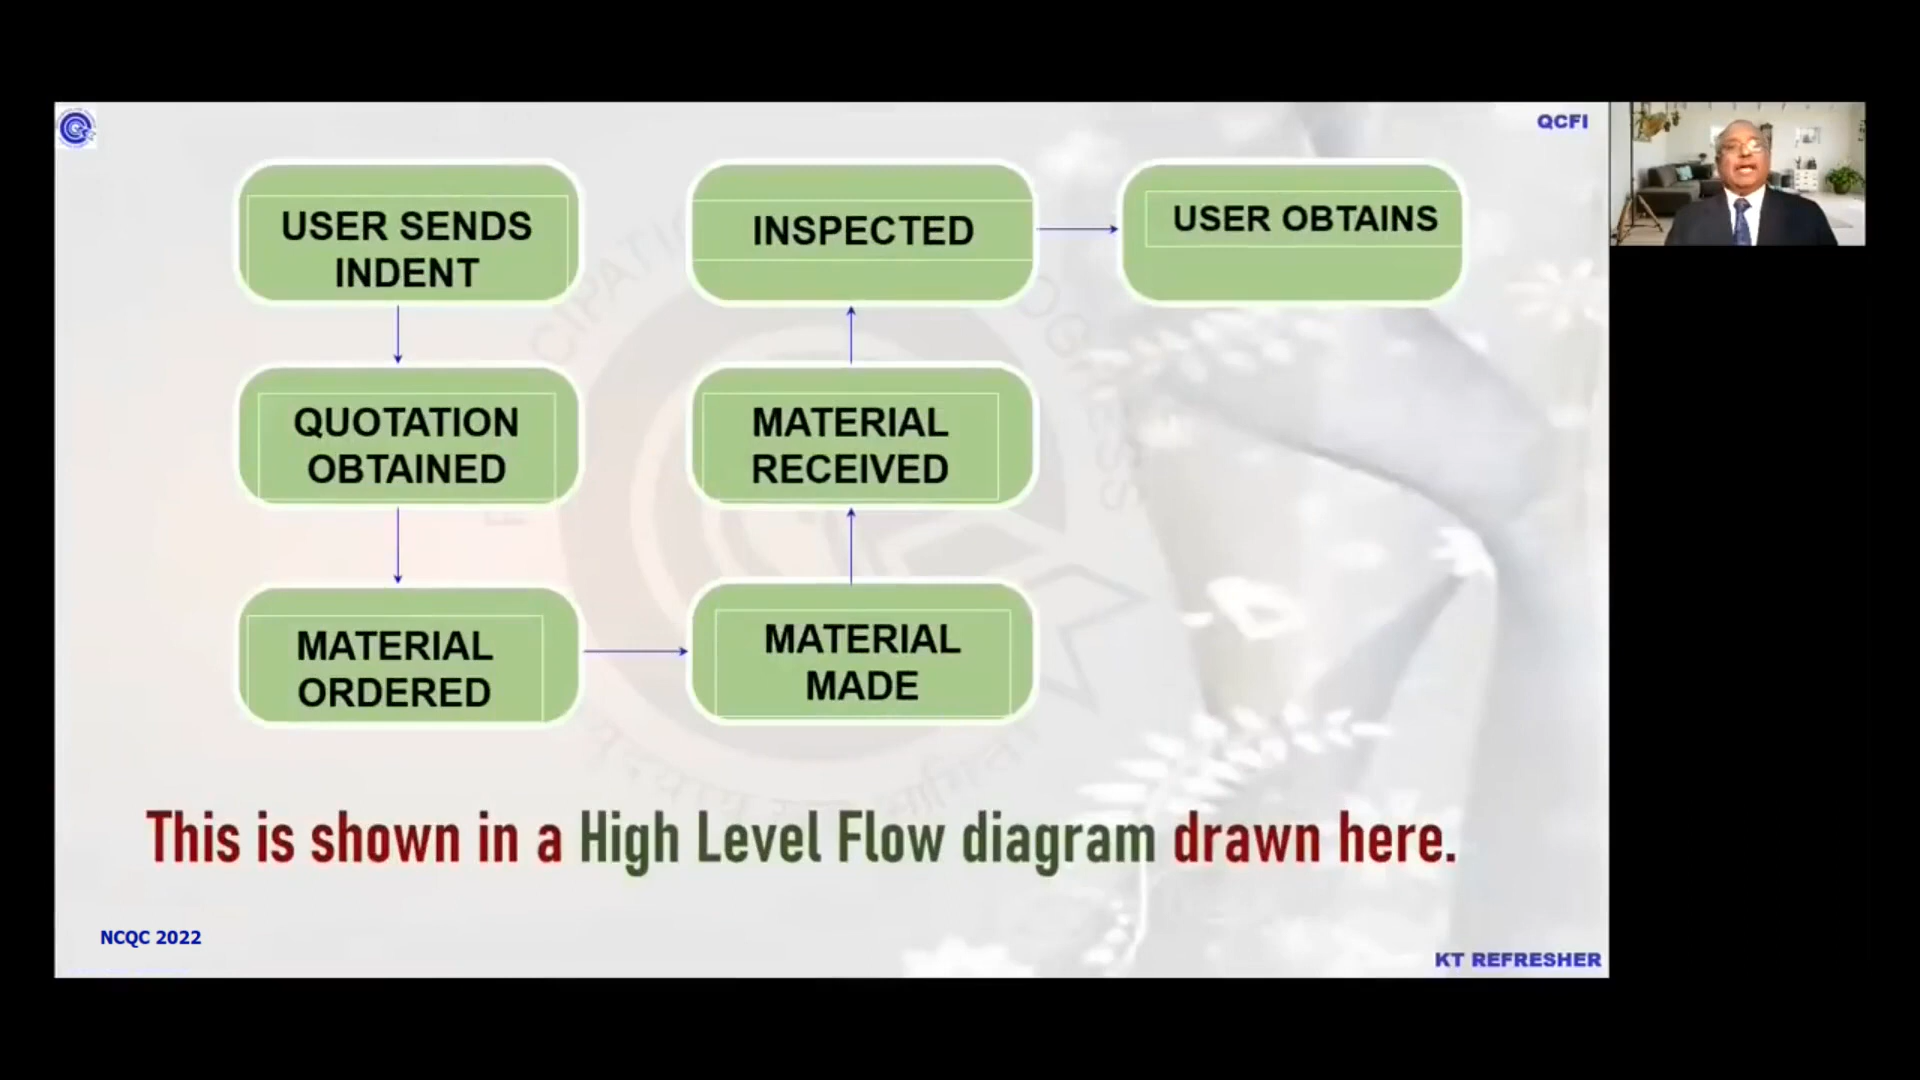 QCFI
USER SENDS
INDENT
INSPECTED
USER OBTAINS
QUOTATION
OBTAINED
MATERIAL
RECEIVED
MATERIAL
ORDERED
MATERIAL
MADE
This is shown in a High Level Flow diagram drawn here.
NCQC 2022
KT REFRESHER